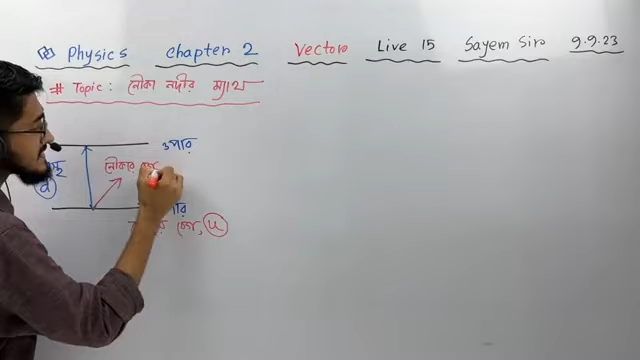 Physics Chapter 2 Vector Live 15 Sayem Sir 9.9.23
# Topic: নৌকা নদীর ম্যাথ
ওপার
নৌকার
d
বেগ, u